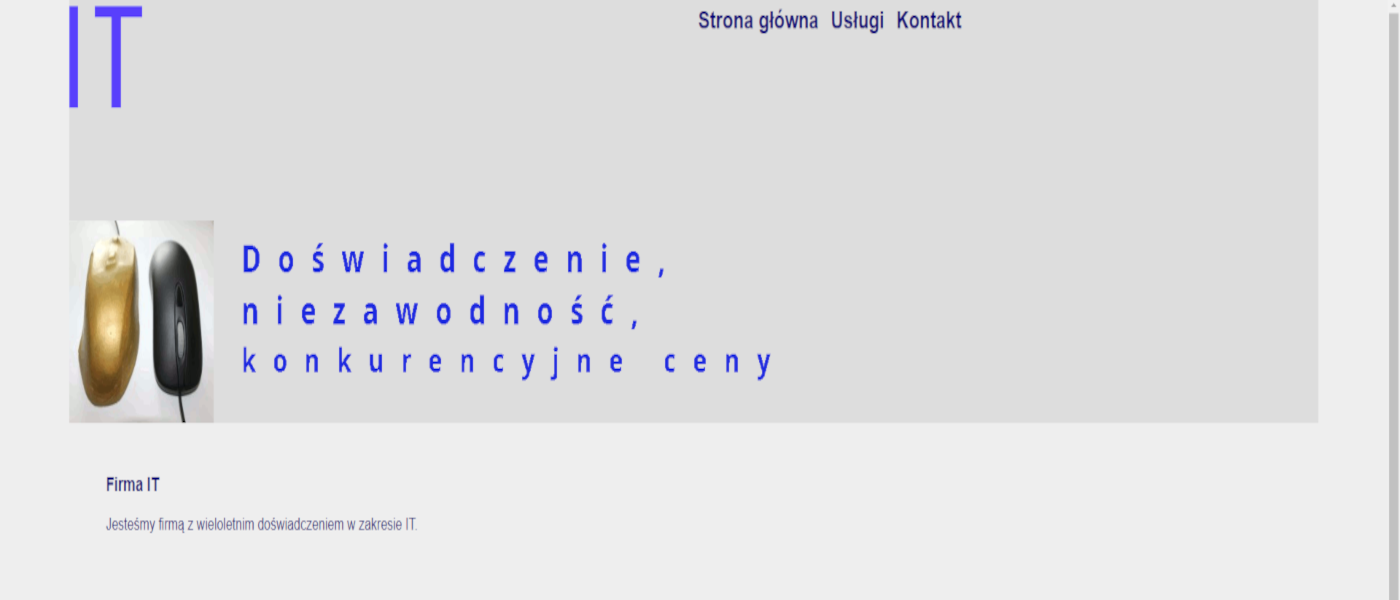 IT
Strona główna Usługi Kontakt
Doświadczenie,
niezawodność,
konkurencyjne ceny
Firma IT
Jesteśmy firmą z wieloletnim doświadczeniem w zakresie IT.